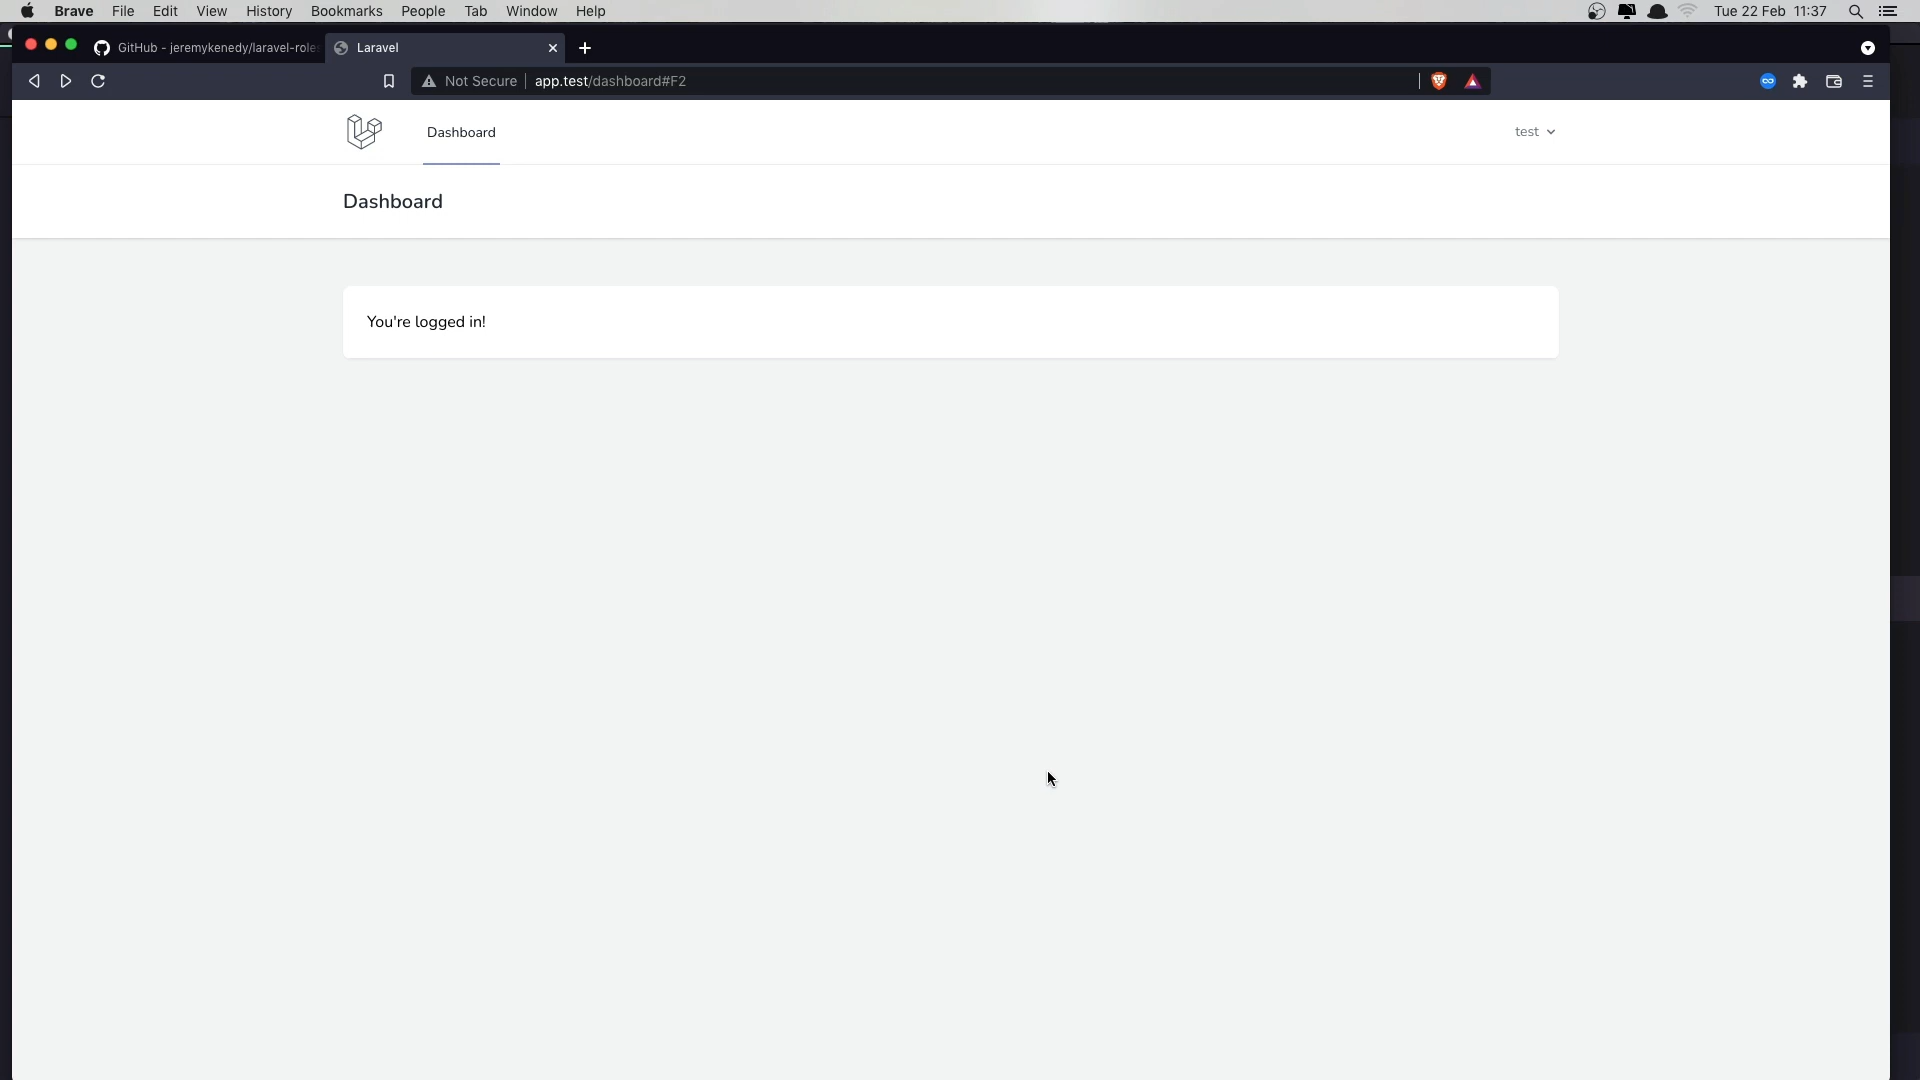 Brave File Edit View History Bookmarks People Tab Window Help Tue 22 Feb 11:37
GitHub - jeremykenedy/laravel-roles Laravel
Not Secure app.test/dashboard#F2
Dashboard test
Dashboard
You're logged in!